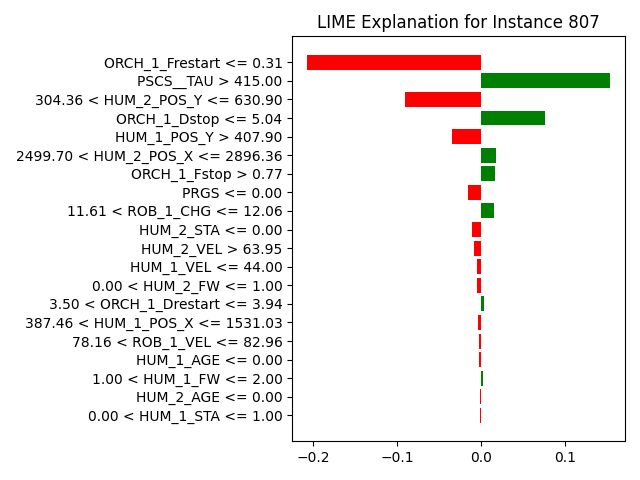 LIME Explanation for Instance 807
ORCH_1_Frestart <= 0.31
PSCS__TAU > 415.00
304.36 < HUM_2_POS_Y <= 630.90
ORCH_1_Dstop <= 5.04
HUM_1_POS_Y > 407.90
2499.70 < HUM_2_POS_X <= 2896.36
ORCH_1_Fstop > 0.77
PRGS <= 0.00
11.61 < ROB_1_CHG <= 12.06
HUM_2_STA <= 0.00
HUM_2_VEL > 63.95
HUM_1_VEL <= 44.00
0.00 < HUM_2_FW <= 1.00
3.50 < ORCH_1_Drestart <= 3.94
387.46 < HUM_1_POS_X <= 1531.03
78.16 < ROB_1_VEL <= 82.96
HUM_1_AGE <= 0.00
1.00 < HUM_1_FW <= 2.00
HUM_2_AGE <= 0.00
0.00 < HUM_1_STA <= 1.00
−0.2 −0.1 0.0 0.1